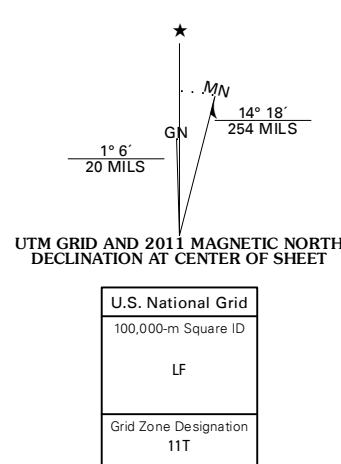 ★
MN
GN
14° 18´
254 MILS
1° 6´
20 MILS
UTM GRID AND 2011 MAGNETIC NORTH
DECLINATION AT CENTER OF SHEET
U.S. National Grid
100,000-m Square ID
LF
Grid Zone Designation
11T